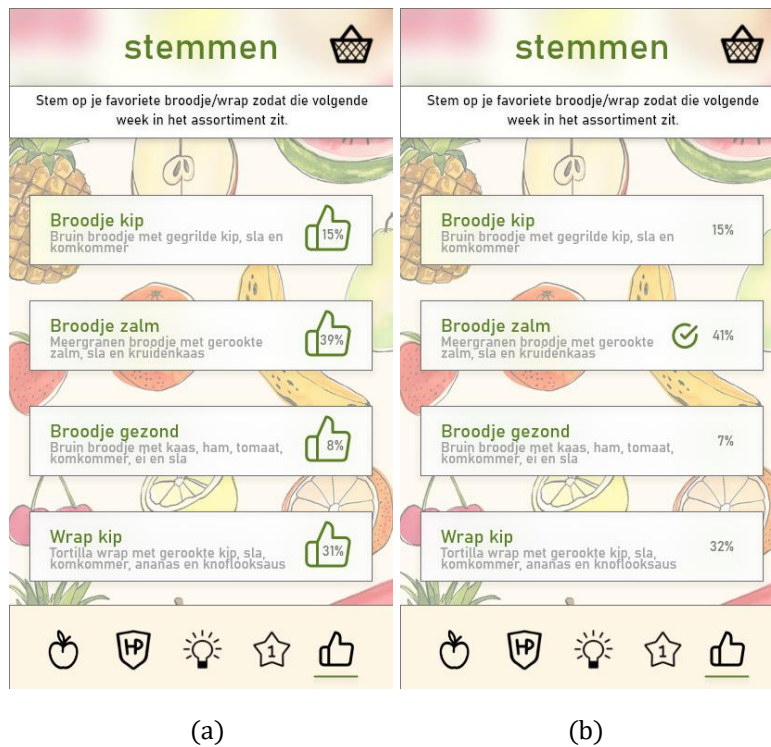 stemmen
Stem op je favoriete broodje/wrap zodat die volgende
week in het assortiment zit.
Broodje kip
Bruin broodje met gegrilde kip, sla en
komkommer
15%
Broodje zalm
Meergranen broodje met gerookte
zalm, sla en kruidenkaas
39%
Broodje gezond
Bruin broodje met kaas, ham, tomaat,
komkommer, ei en sla
8%
Wrap kip
Tortilla wrap met gerookte kip, sla,
komkommer, ananas en knoflooksaus
31%
HP
1
(a)
stemmen
Stem op je favoriete broodje/wrap zodat die volgende
week in het assortiment zit.
Broodje kip
Bruin broodje met gegrilde kip, sla en
komkommer
15%
Broodje zalm
Meergranen broodje met gerookte
zalm, sla en kruidenkaas
41%
Broodje gezond
Bruin broodje met kaas, ham, tomaat,
komkommer, ei en sla
7%
Wrap kip
Tortilla wrap met gerookte kip, sla,
komkommer, ananas en knoflooksaus
32%
HP
1
(b)